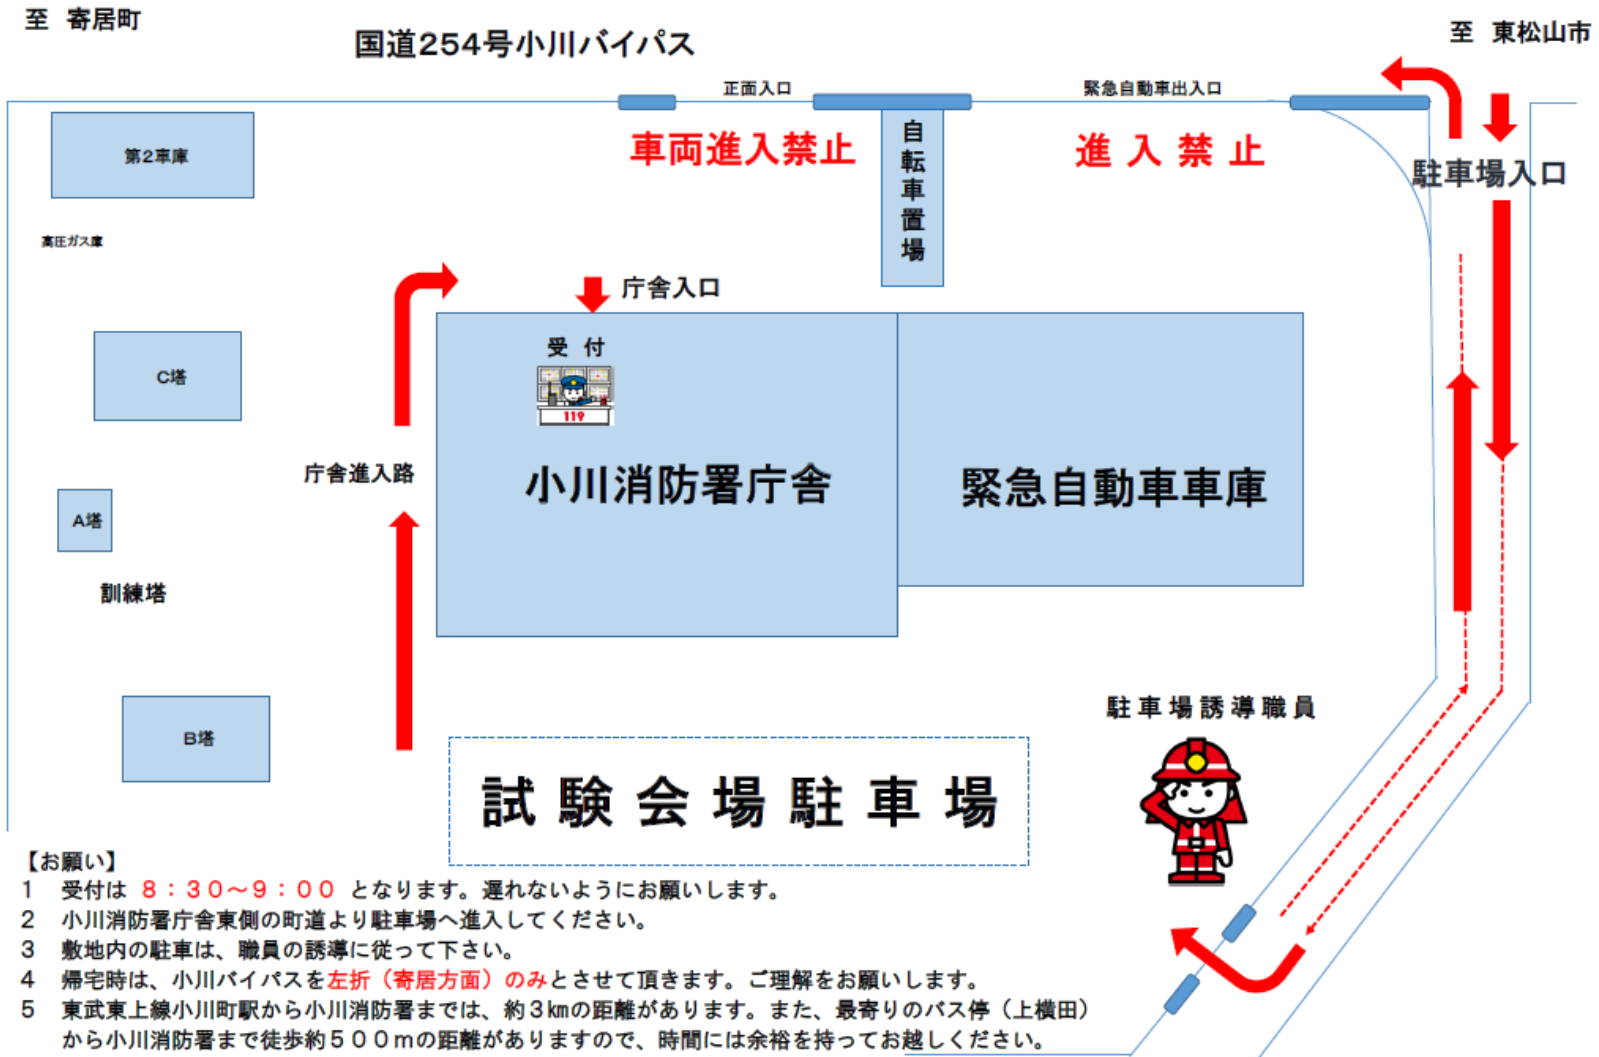 至　寄居町
国道254号小川バイパス
至　東松山市
正面入口
緊急自動車出入口
車両進入禁止
進入禁止
自転車置場
駐車場入口
第2車庫
高圧ガス庫
庁舎入口
受付
119
C塔
庁舎進入路
小川消防署庁舎
緊急自動車車庫
A塔
訓練塔
B塔
駐車場誘導職員
試験会場駐車場
【お願い】
1　受付は　８：３０～９：００　となります。遅れないようにお願いします。
2　小川消防署庁舎東側の町道より駐車場へ進入してください。
3　敷地内の駐車は、職員の誘導に従って下さい。
4　帰宅時は、小川バイパスを左折（寄居方面）のみとさせて頂きます。ご理解をお願いします。
5　東武東上線小川町駅から小川消防署までは、約３㎞の距離があります。また、最寄りのバス停（上横田）
から小川消防署まで徒歩約５００ｍの距離がありますので、時間には余裕を持ってお越しください。